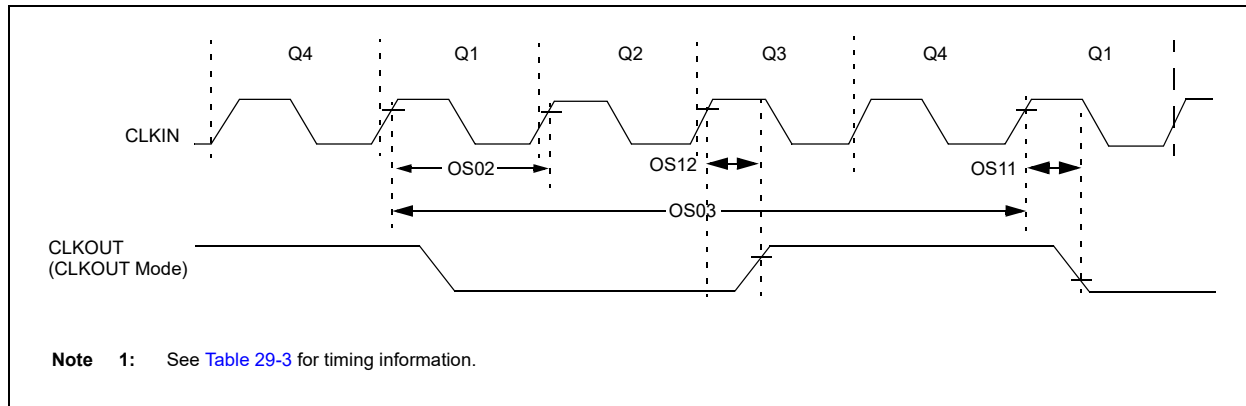 Q4 Q1 Q2 Q3 Q4 Q1
CLKIN
OS02 OS12 OS11
OS03
CLKOUT
(CLKOUT Mode)
Note 1: See Table 29-3 for timing information.